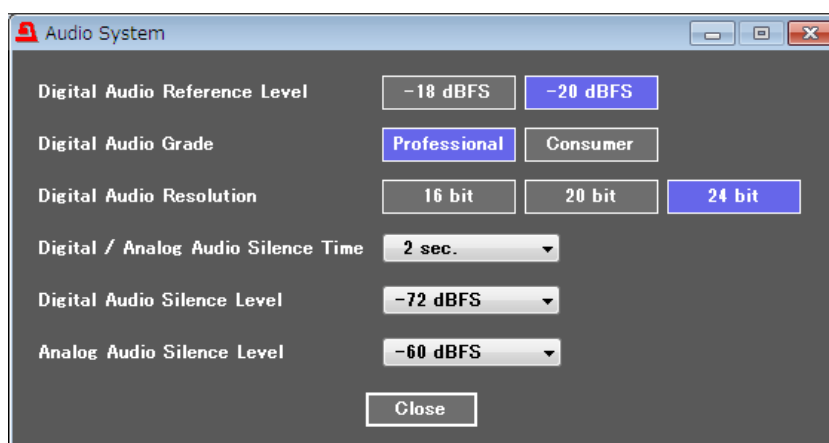 Audio System
Digital Audio Reference Level -18 dBFS -20 dBFS
Digital Audio Grade Professional Consumer
Digital Audio Resolution 16 bit 20 bit 24 bit
Digital / Analog Audio Silence Time 2 sec.
Digital Audio Silence Level -72 dBFS
Analog Audio Silence Level -60 dBFS
Close